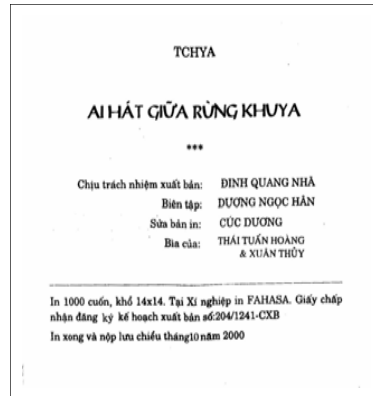 TCHYA
AI HÁT GIỮA RỪNG KHUYA
***
Chịu trách nhiệm xuất bản: ĐINH QUANG NHÃ
Biên tập: DƯƠNG NGỌC HÂN
Sửa bản in: CÚC DƯƠNG
Bìa của: THÁI TUẤN HOÀNG
& XUÂN THỦY
In 1000 cuốn, khổ 14x14. Tại Xí nghiệp in FAHASA. Giấy chấp
nhận đăng ký kế hoạch xuất bản số:204/1241-CXB
In xong và nộp lưu chiểu tháng10năm 2000